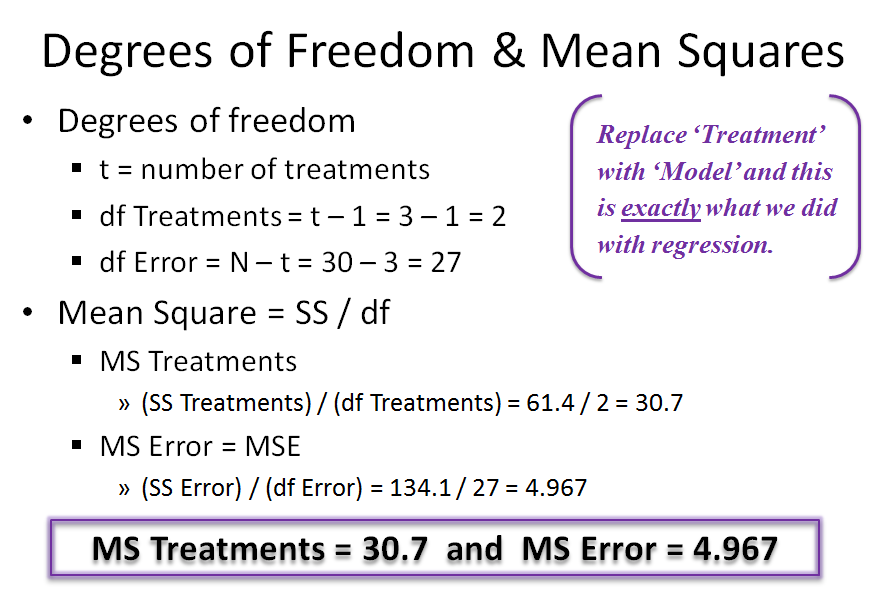 Degrees of Freedom & Mean Squares
• Degrees of freedom
▪ t = number of treatments
▪ df Treatments = t – 1 = 3 – 1 = 2
▪ df Error = N – t = 30 – 3 = 27
Replace ‘Treatment’
with ‘Model’ and this
is exactly what we did
with regression.
• Mean Square = SS / df
▪ MS Treatments
» (SS Treatments) / (df Treatments) = 61.4 / 2 = 30.7
▪ MS Error = MSE
» (SS Error) / (df Error) = 134.1 / 27 = 4.967
MS Treatments = 30.7 and MS Error = 4.967